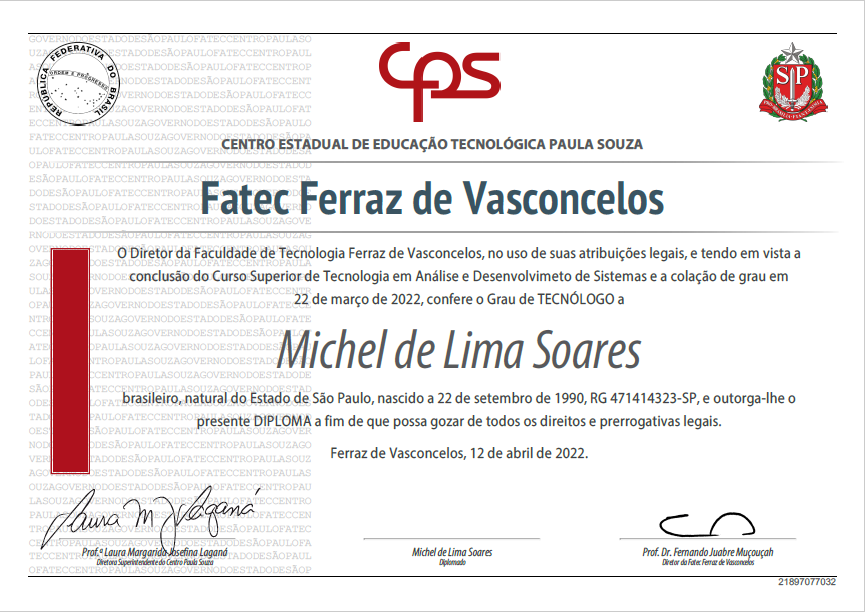 REPÚBLICA FEDERATIVA DO BRASIL
ORDEM E PROGRESSO
cps
SP
CENTRO ESTADUAL DE EDUCAÇÃO TECNOLÓGICA PAULA SOUZA
Fatec Ferraz de Vasconcelos
O Diretor da Faculdade de Tecnologia Ferraz de Vasconcelos, no uso de suas atribuições legais, e tendo em vista a
conclusão do Curso Superior de Tecnologia em Análise e Desenvolvimeto de Sistemas e a colação de grau em
22 de março de 2022, confere o Grau de TECNÓLOGO a
Michel de Lima Soares
brasileiro, natural do Estado de São Paulo, nascido a 22 de setembro de 1990, RG 471414323-SP, e outorga-lhe o
presente DIPLOMA a fim de que possa gozar de todos os direitos e prerrogativas legais.
Ferraz de Vasconcelos, 12 de abril de 2022.
Laura M J Laganá
Prof.ª Laura Margarida Josefina Laganá
Diretora Superintendente do Centro Paula Souza
Michel de Lima Soares
Diplomado
Prof. Dr. Fernando Juabre Muçouçah
Diretor da Fatec Ferraz de Vasconcelos
21897077032